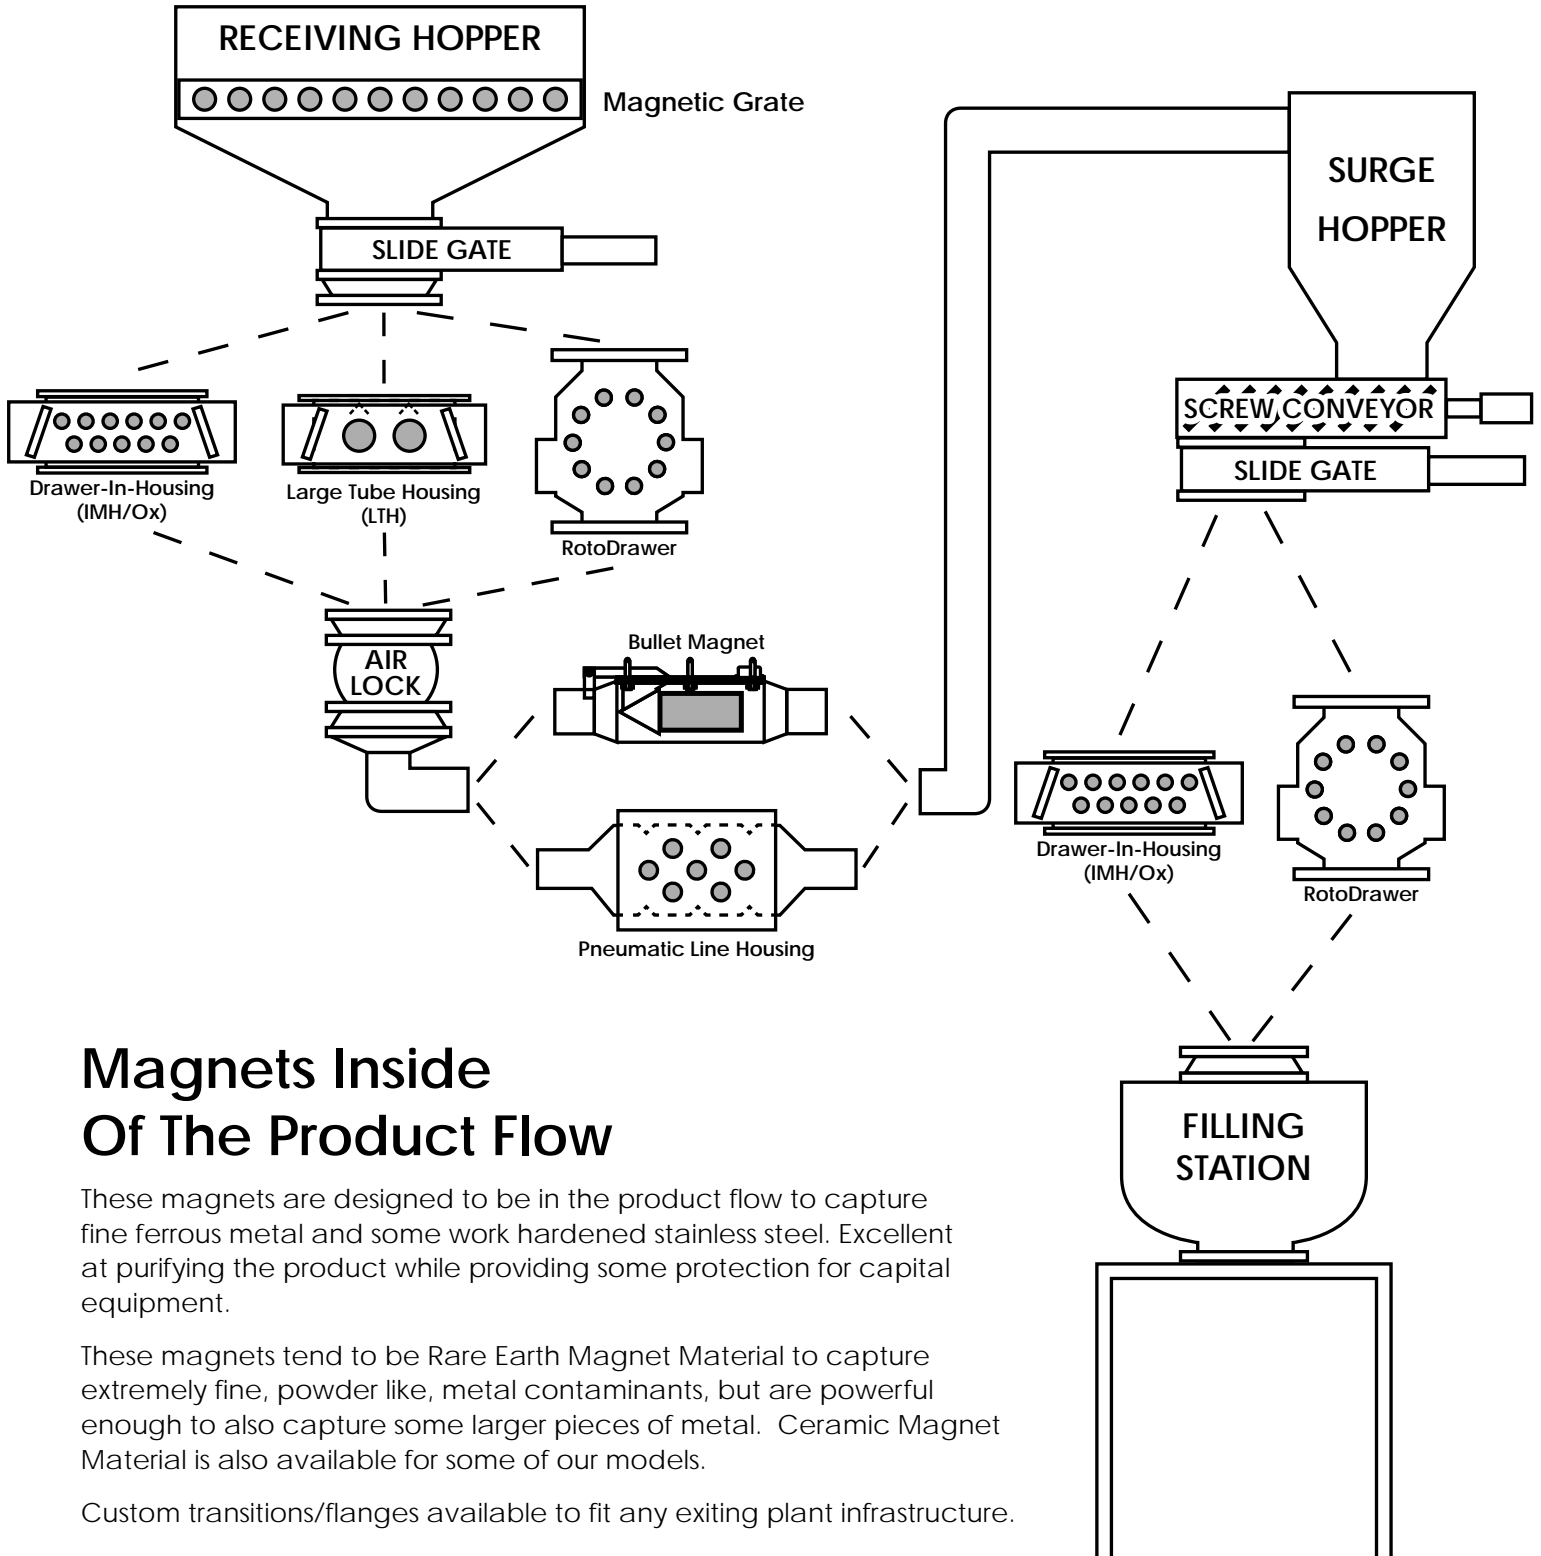 RECEIVING HOPPER
Magnetic Grate
SLIDE GATE
Drawer-In-Housing
(IMH/Ox)
Large Tube Housing
(LTH)
RotoDrawer
AIR
LOCK
Bullet Magnet
Pneumatic Line Housing
SURGE
HOPPER
SCREW CONVEYOR
SLIDE GATE
Drawer-In-Housing
(IMH/Ox)
RotoDrawer
FILLING
STATION
Magnets Inside
Of The Product Flow
These magnets are designed to be in the product flow to capture
fine ferrous metal and some work hardened stainless steel. Excellent
at purifying the product while providing some protection for capital
equipment.
These magnets tend to be Rare Earth Magnet Material to capture
extremely fine, powder like, metal contaminants, but are powerful
enough to also capture some larger pieces of metal.  Ceramic Magnet
Material is also available for some of our models.
Custom transitions/flanges available to fit any exiting plant infrastructure.